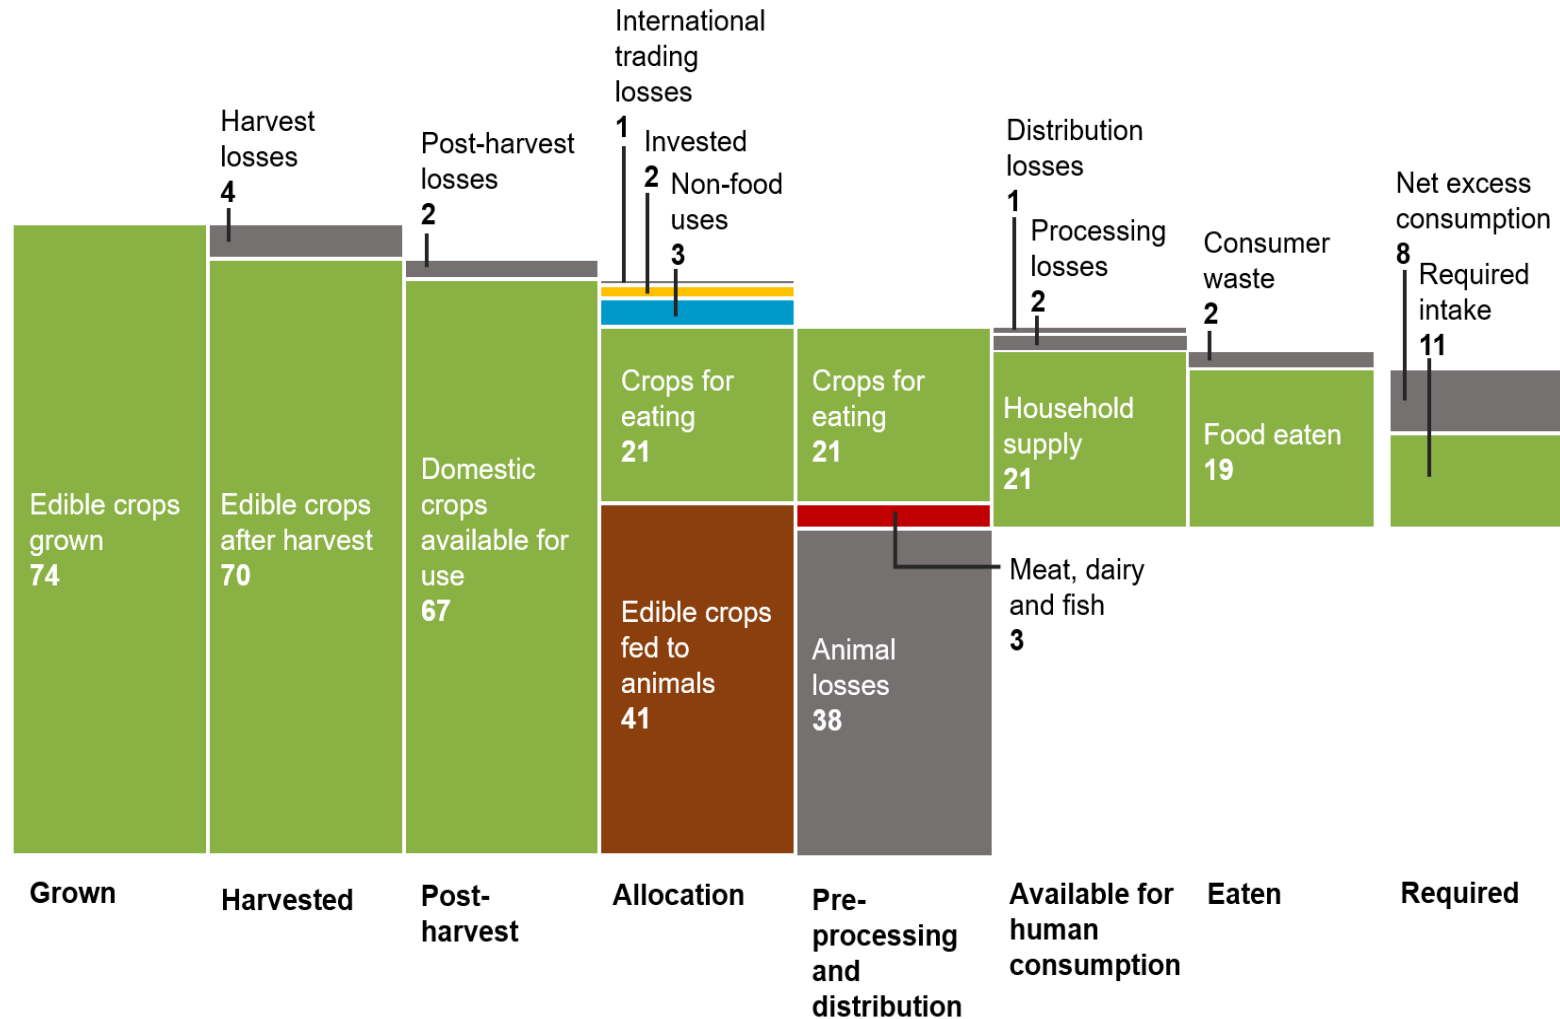 International
trading
losses
1
Harvest
losses
4
Post-harvest
losses
2
Invested
2
Non-food
uses
3
Distribution
losses
1
Processing
losses
2
Consumer
waste
2
Net excess
consumption
8
Required
intake
11
Edible crops
grown
74
Edible crops
after harvest
70
Domestic
crops
available for
use
67
Crops for
eating
21
Edible crops
fed to
animals
41
Crops for
eating
21
Animal
losses
38
Household
supply
21
Meat, dairy
and fish
3
Food eaten
19
Grown
Harvested
Post-
harvest
Allocation
Pre-
processing
and
distribution
Available for
human
consumption
Eaten
Required